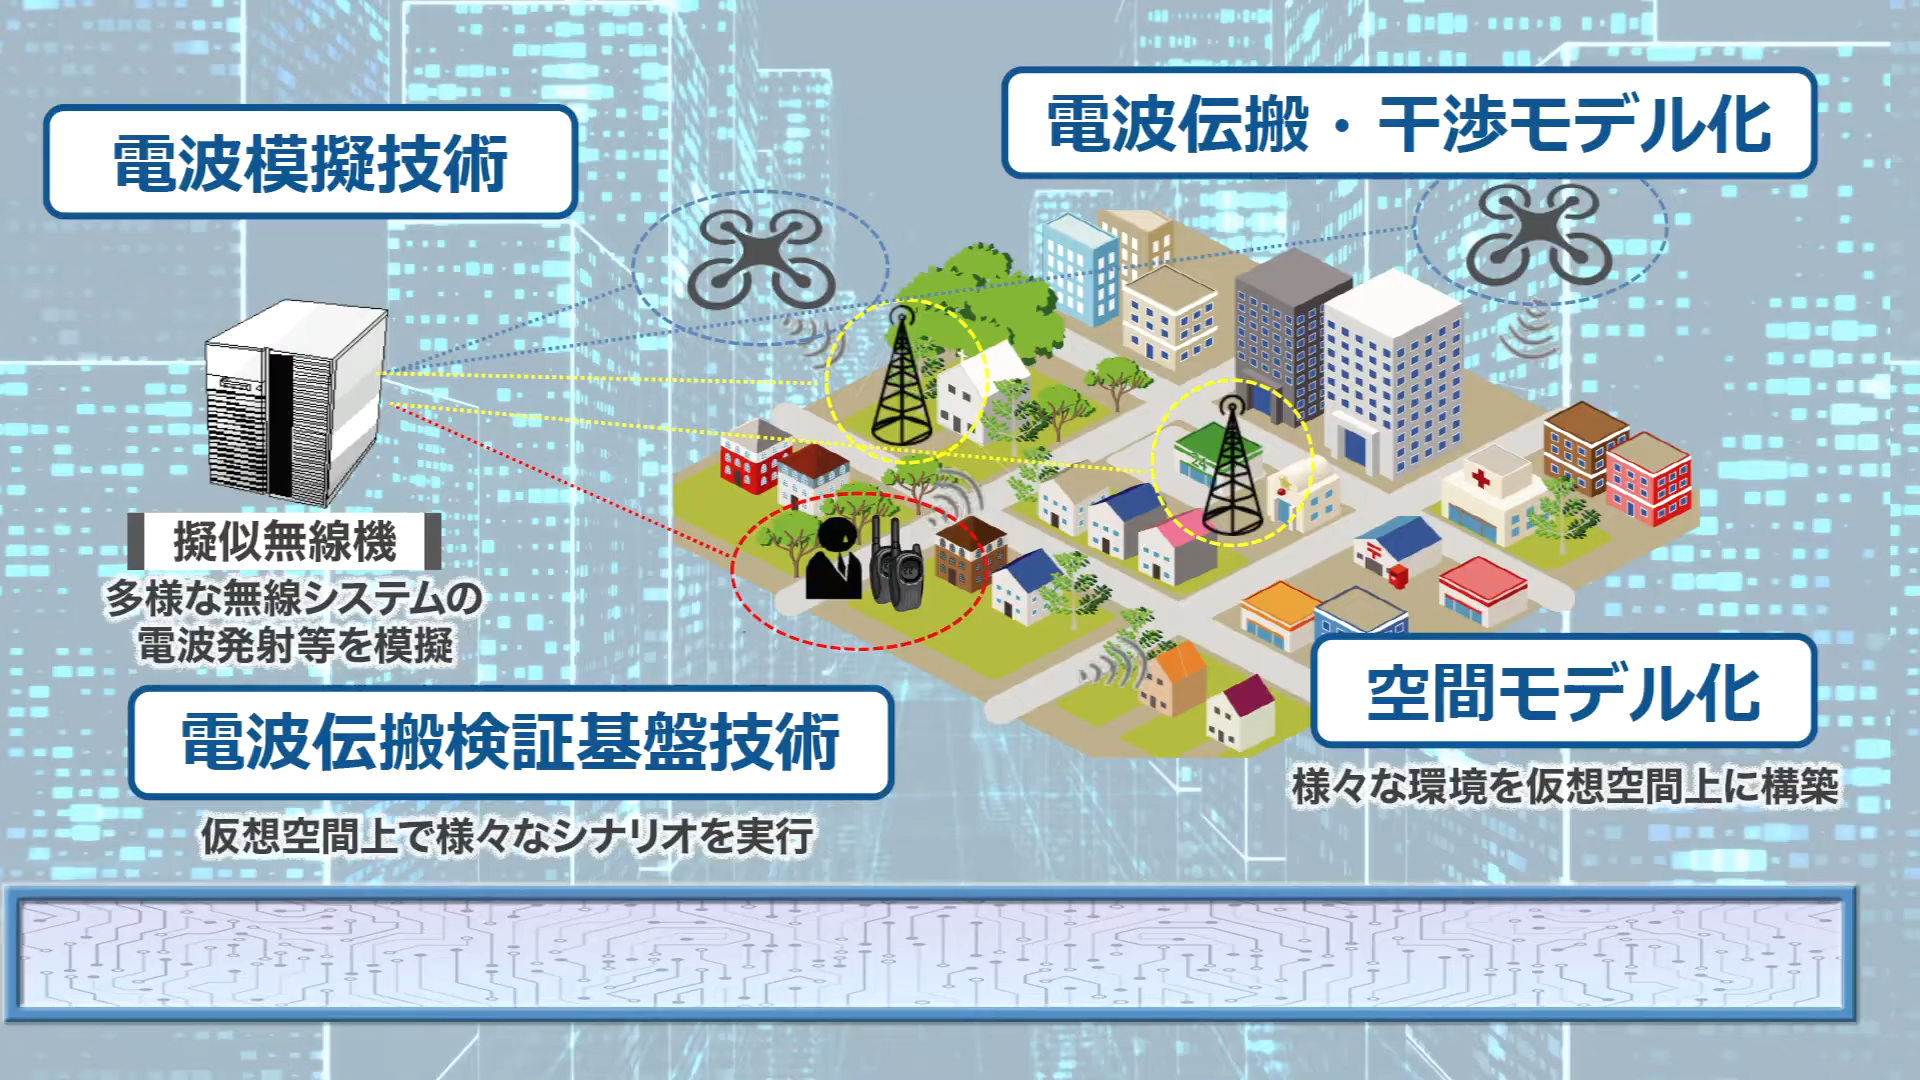 電波模擬技術
電波伝搬・干渉モデル化
擬似無線機
多様な無線システムの
電波発射等を模擬
電波伝搬検証基盤技術
仮想空間上で様々なシナリオを実行
空間モデル化
様々な環境を仮想空間上に構築